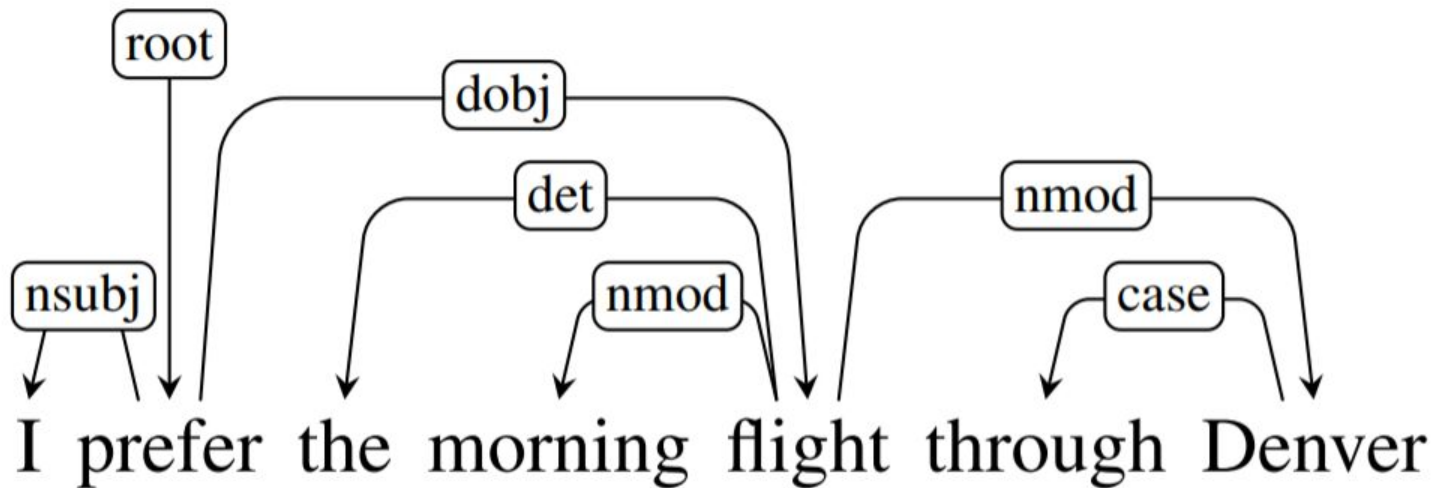 root
dobj
det nmod
nsubj nmod case
I prefer the morning flight through Denver